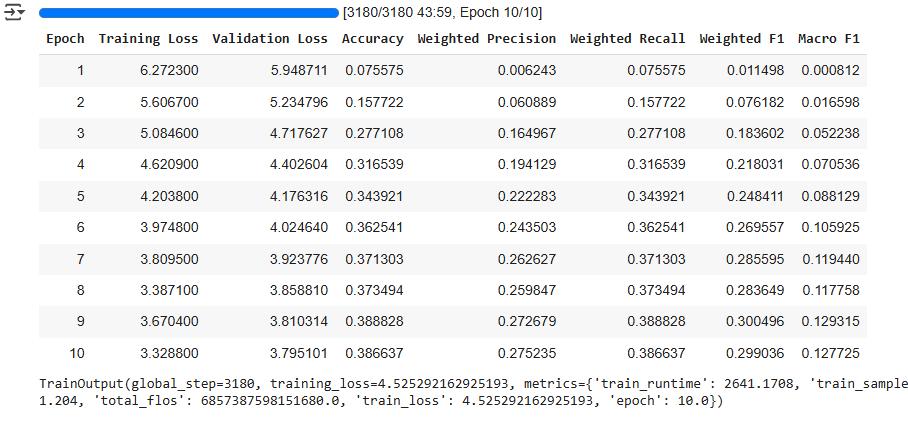 [3180/3180 43:59, Epoch 10/10]
Epoch Training Loss Validation Loss Accuracy Weighted Precision Weighted Recall Weighted F1 Macro F1
1 6.272300 5.948711 0.075575 0.006243 0.075575 0.011498 0.000812
2 5.606700 5.234796 0.157722 0.060889 0.157722 0.076182 0.016598
3 5.084600 4.717627 0.277108 0.164967 0.277108 0.183602 0.052238
4 4.620900 4.402604 0.316539 0.194129 0.316539 0.218031 0.070536
5 4.203800 4.176316 0.343921 0.222283 0.343921 0.248411 0.088129
6 3.974800 4.024640 0.362541 0.243503 0.362541 0.269557 0.105925
7 3.809500 3.923776 0.371303 0.262627 0.371303 0.285595 0.119440
8 3.387100 3.858810 0.373494 0.259847 0.373494 0.283649 0.117758
9 3.670400 3.810314 0.388828 0.272679 0.388828 0.300496 0.129315
10 3.328800 3.795101 0.386637 0.275235 0.386637 0.299036 0.127725
TrainOutput(global_step=3180, training_loss=4.525292162925193, metrics={'train_runtime': 2641.1708, 'train_sample
1.204, 'total_flos': 6857387598151680.0, 'train_loss': 4.525292162925193, 'epoch': 10.0})